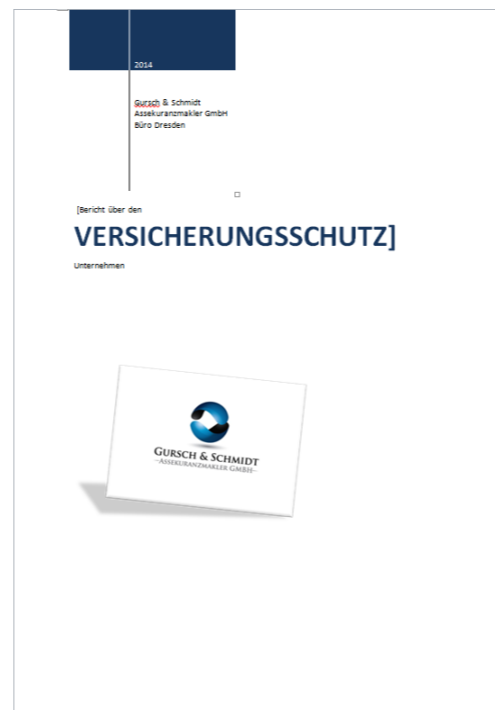 2014
Gursch & Schmidt
Assekuranzmakler GmbH
Büro Dresden
[Bericht über den
VERSICHERUNGSSCHUTZ]
Unternehmen
GURSCH & SCHMIDT
–ASSEKURANZMAKLER GMBH–